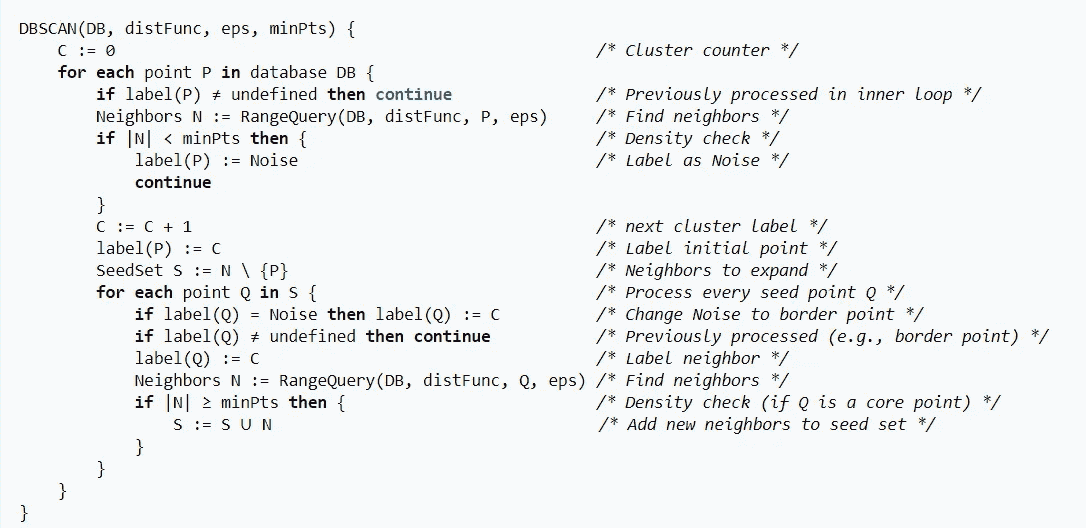 DBSCAN(DB, distFunc, eps, minPts) {
C := 0 /* Cluster counter */
for each point P in database DB {
if label(P) ≠ undefined then continue /* Previously processed in inner loop */
Neighbors N := RangeQuery(DB, distFunc, P, eps) /* Find neighbors */
if |N| < minPts then { /* Density check */
label(P) := Noise /* Label as Noise */
continue
}
C := C + 1 /* next cluster label */
label(P) := C /* Label initial point */
SeedSet S := N \ {P} /* Neighbors to expand */
for each point Q in S { /* Process every seed point Q */
if label(Q) = Noise then label(Q) := C /* Change Noise to border point */
if label(Q) ≠ undefined then continue /* Previously processed (e.g., border point) */
label(Q) := C /* Label neighbor */
Neighbors N := RangeQuery(DB, distFunc, Q, eps) /* Find neighbors */
if |N| ≥ minPts then { /* Density check (if Q is a core point) */
S := S ∪ N /* Add new neighbors to seed set */
}
}
}
}